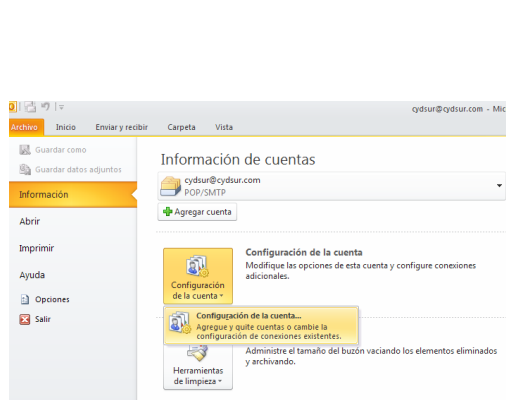 cydsur@cydsur.com - Mic
Archivo Inicio Enviar y recibir Carpeta Vista
Guardar como
Guardar datos adjuntos
Información
Abrir
Imprimir
Ayuda
Opciones
Salir
Información de cuentas
cydsur@cydsur.com
POP/SMTP
Agregar cuenta
Configuración
de la cuenta
Configuración de la cuenta
Modifique las opciones de esta cuenta y configure conexiones
adicionales.
Configuración de la cuenta...
Agregue y quite cuentas o cambie la
configuración de conexiones existentes.
Herramientas
de limpieza
Administre el tamaño del buzón vaciando los elementos eliminados
y archivando.